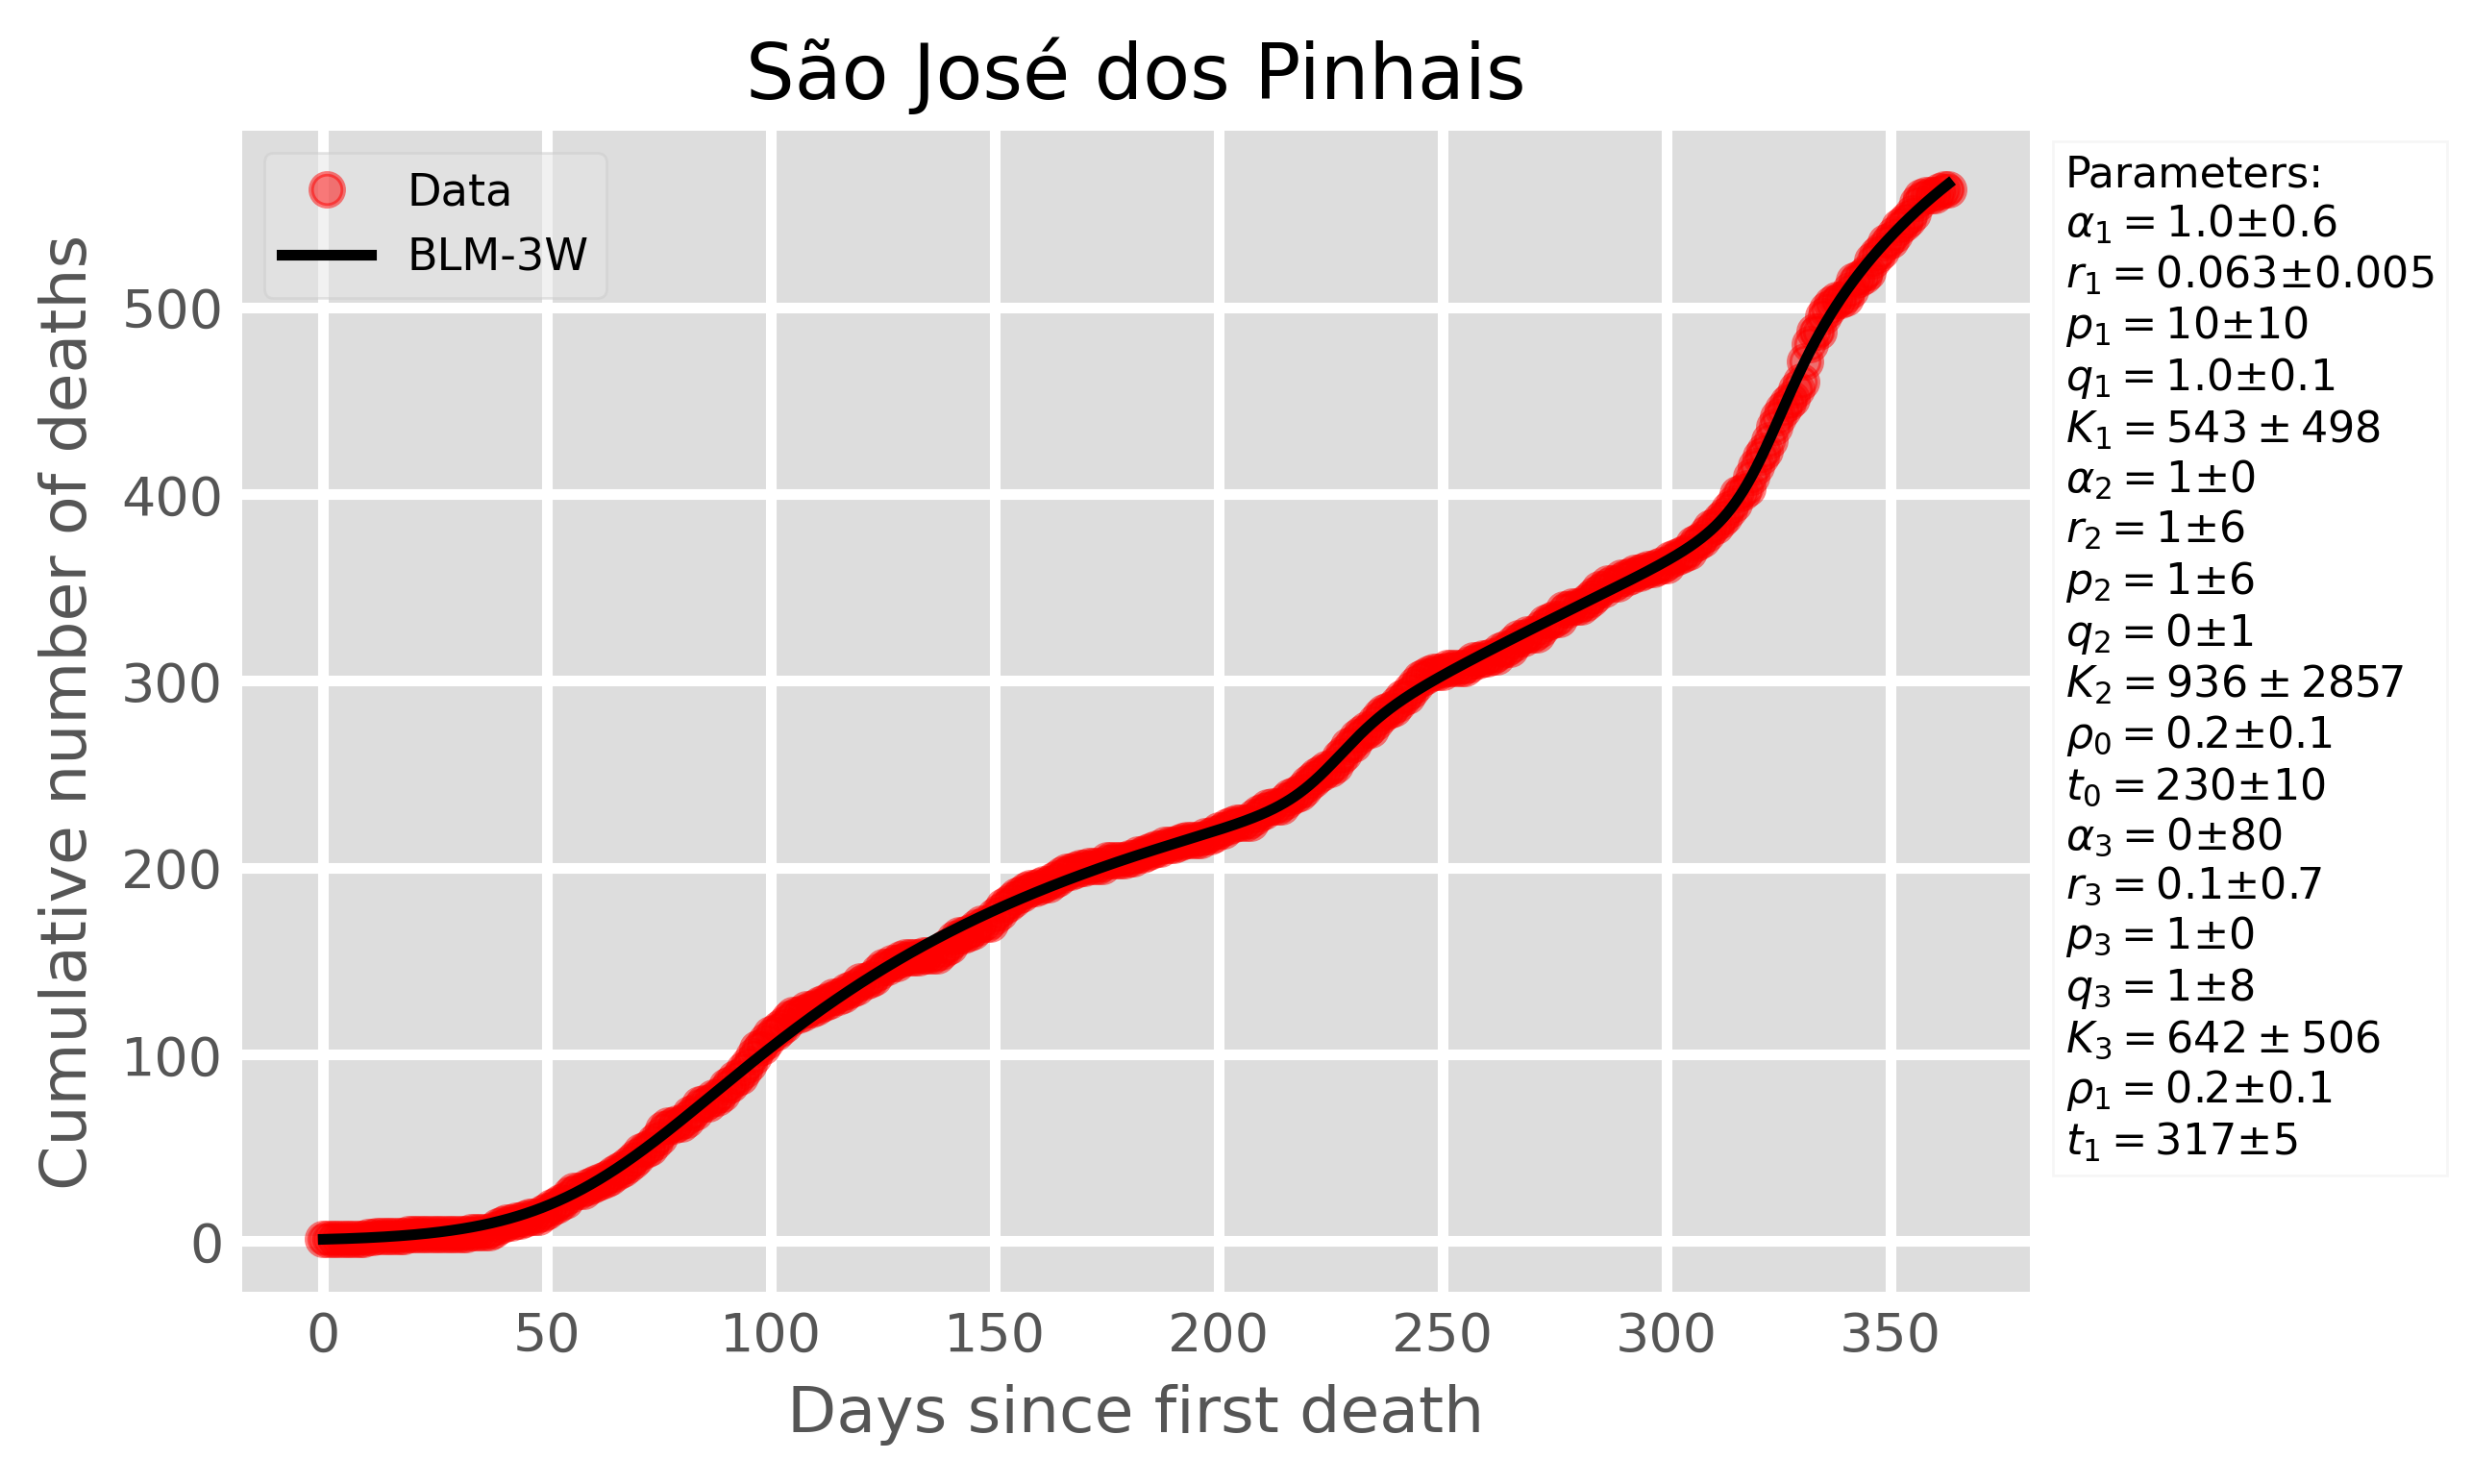 São José dos Pinhais
Data
BLM-3W
Cumulative number of deaths
500
400
300
200
100
0
0 50 100 150 200 250 300 350
Days since first death
Parameters:
α₁ = 1.0±0.6
r₁ = 0.063±0.005
p₁ = 10±10
q₁ = 1.0±0.1
K₁ = 543 ± 498
α₂ = 1±0
r₂ = 1±6
p₂ = 1±6
q₂ = 0±1
K₂ = 936 ± 2857
ρ₀ = 0.2±0.1
t₀ = 230±10
α₃ = 0±80
r₃ = 0.1±0.7
p₃ = 1±0
q₃ = 1±8
K₃ = 642 ± 506
ρ₁ = 0.2±0.1
t₁ = 317±5